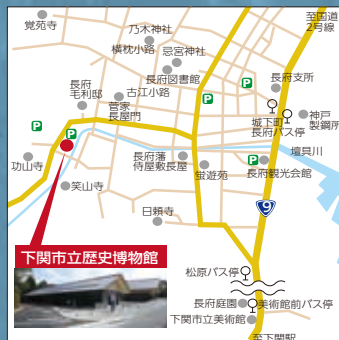 覚苑寺
乃木神社
横枕小路
忌宮神社
至国道
2号線
長府図書館
長府支所
P
長府
毛利邸
古江小路
菅家
長屋門
P
城下町
長府バス停
神戸
製鋼所
P
P
P
壇具川
功山寺
長府藩
侍屋敷長屋
蛍遊苑
P
長府観光会館
笑山寺
日頼寺
9
下関市立歴史博物館
松原バス停
長府庭園
美術館前バス停
下関市立美術館
至下関駅